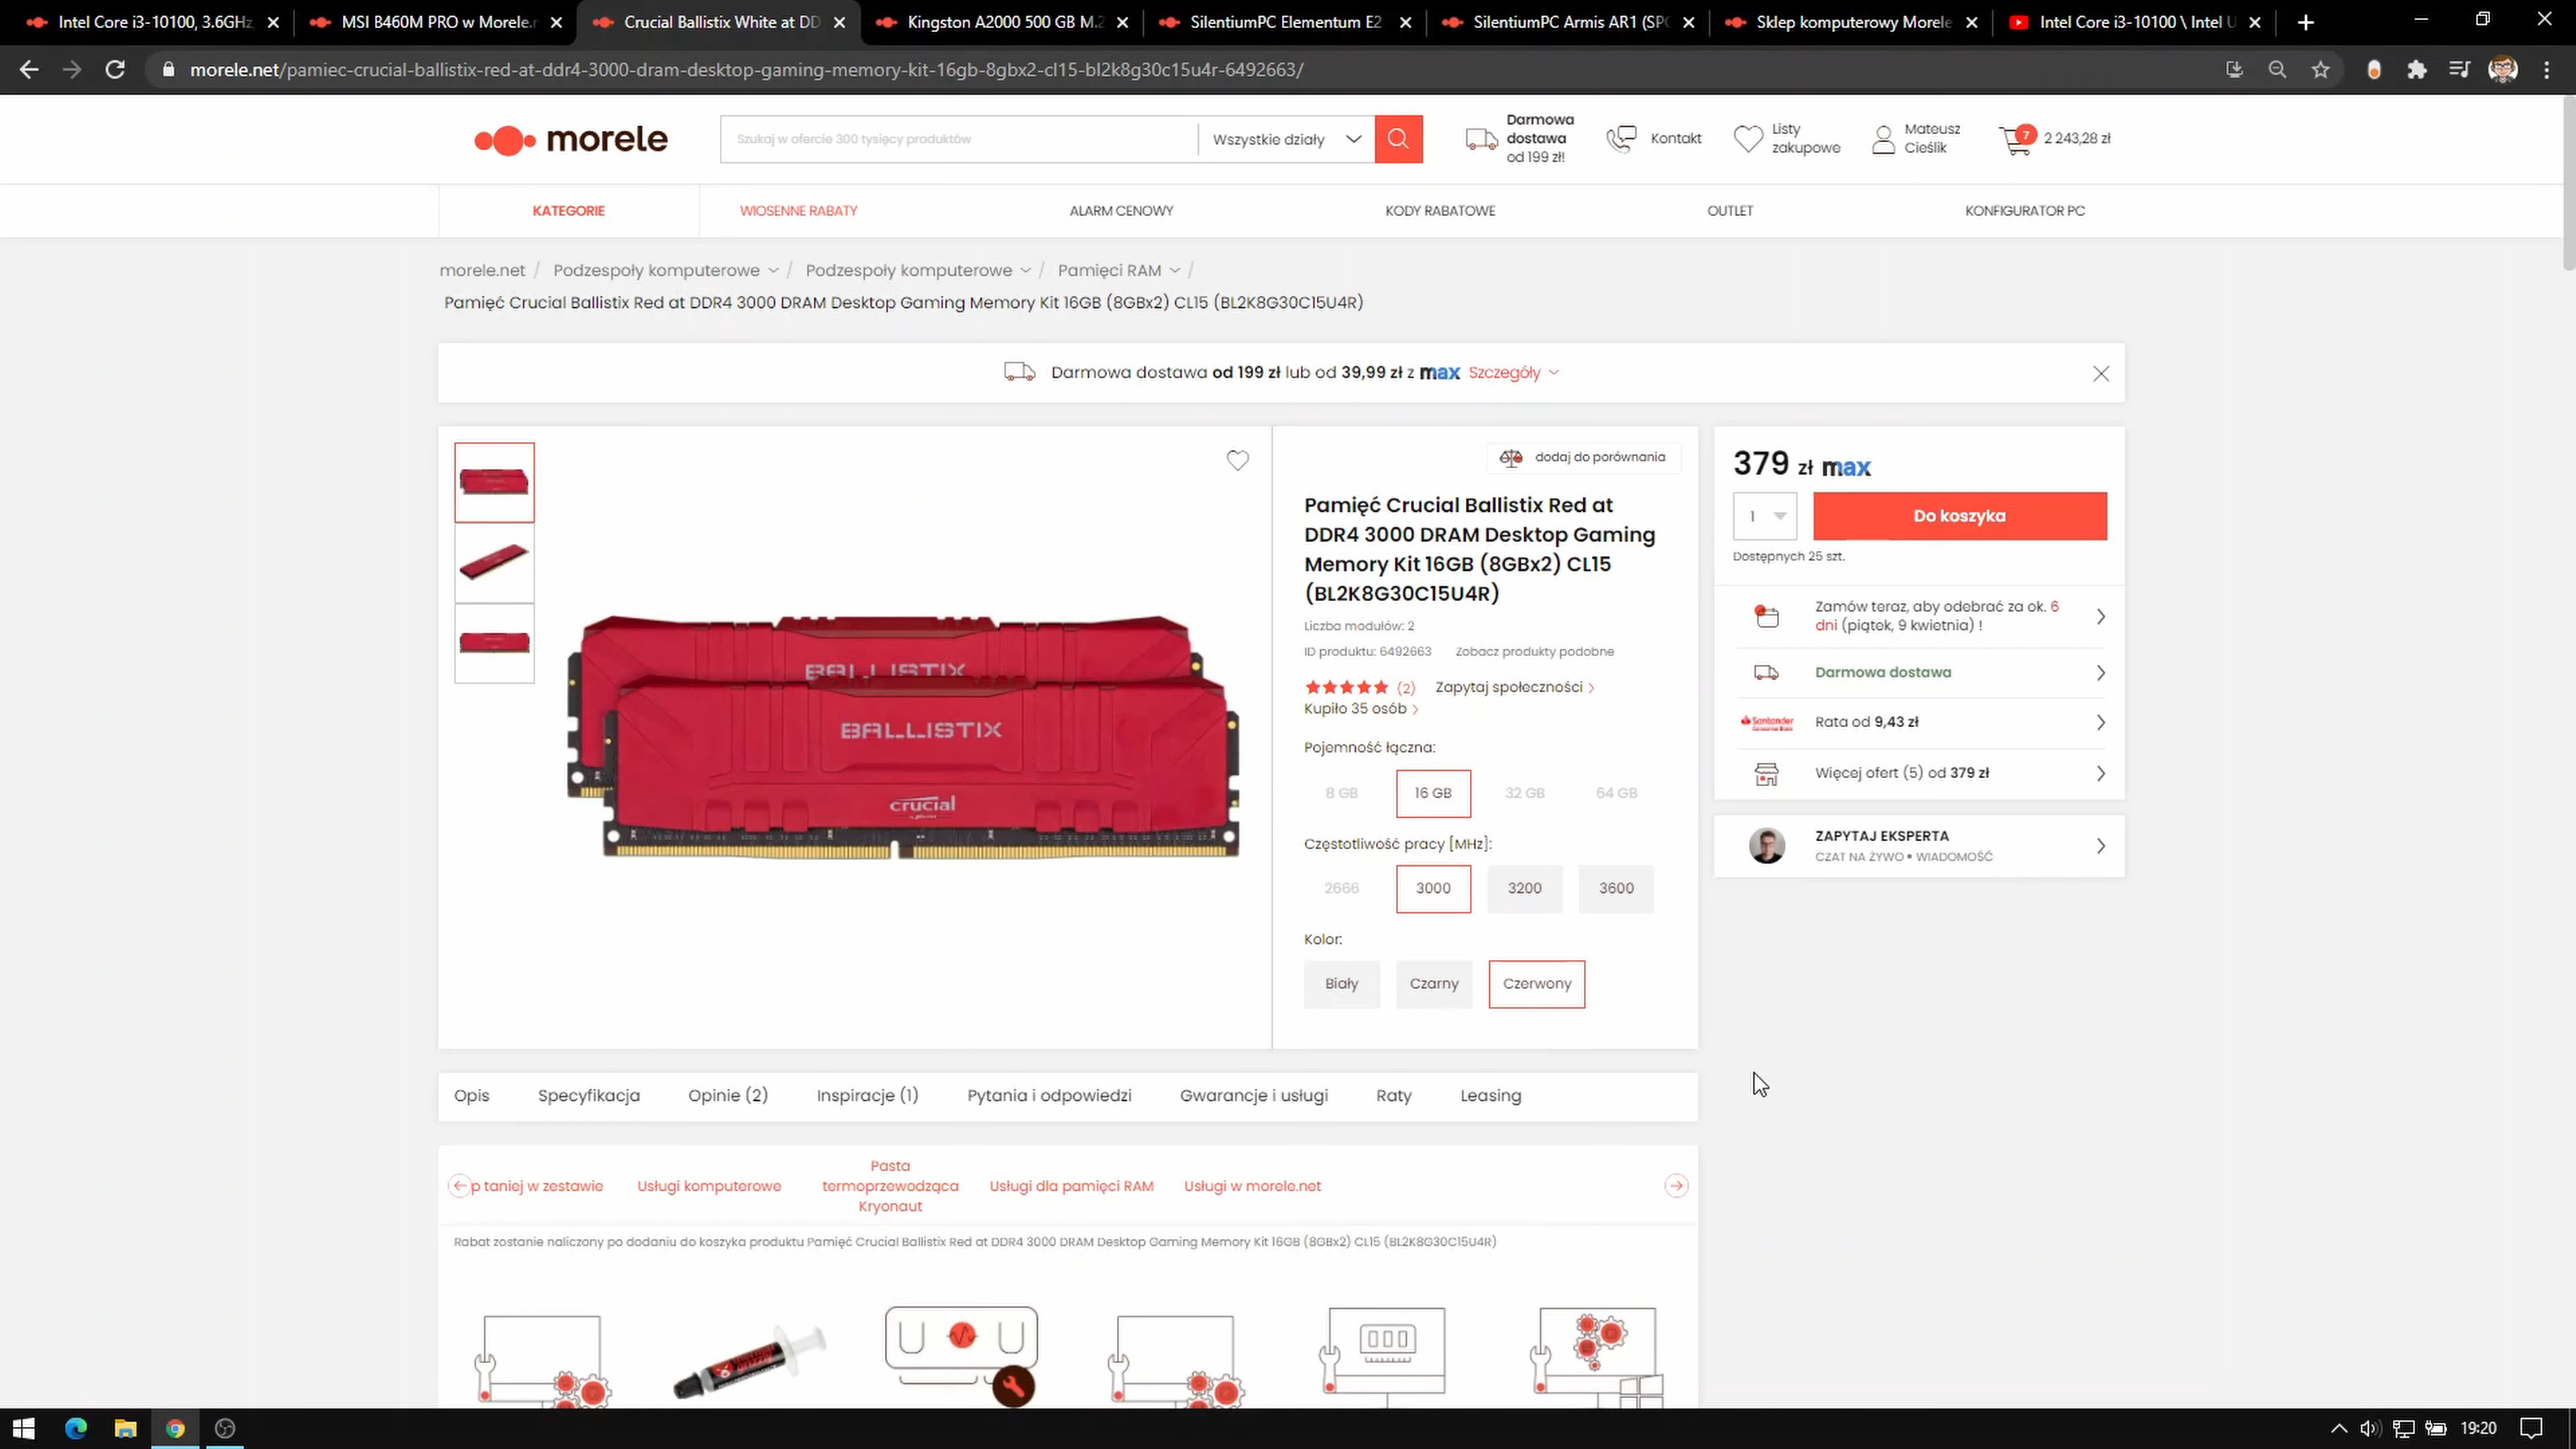 Intel Core i3-10100, 3.6GHz,
MSI B460M PRO w Morele.n
Crucial Ballistix White at DD
Kingston A2000 500 GB M.2
SilentiumPC Elementum E2
SilentiumPC Armis AR1 (SPC
Sklep komputerowy Morele
Intel Core i3-10100 \ Intel U
morele.net/pamiec-crucial-ballistix-red-at-ddr4-3000-dram-desktop-gaming-memory-kit-16gb-8gbx2-cl15-bl2k8g30c15u4r-6492663/
morele
Szukaj w ofercie 300 tysięcy produktów
Wszystkie działy
Darmowa
dostawa
od 199 zł!
Kontakt
Listy
zakupowe
Mateusz
Cieślik
7
2 243,28 zł
KATEGORIE
WIOSENNE RABATY
ALARM CENOWY
KODY RABATOWE
OUTLET
KONFIGURATOR PC
morele.net / Podzespoły komputerowe / Podzespoły komputerowe / Pamięci RAM /
Pamięć Crucial Ballistix Red at DDR4 3000 DRAM Desktop Gaming Memory Kit 16GB (8GBx2) CL15 (BL2K8G30C15U4R)
Darmowa dostawa od 199 zł lub od 39,99 zł z max Szczegóły
BALLISTIX
BALLISTIX
crucial
dodaj do porównania
Pamięć Crucial Ballistix Red at
DDR4 3000 DRAM Desktop Gaming
Memory Kit 16GB (8GBx2) CL15
(BL2K8G30C15U4R)
Liczba modułów: 2
ID produktu: 6492663
Zobacz produkty podobne
(2)
Zapytaj społeczności
Kupiło 35 osób
Pojemność łączna:
8 GB
16 GB
32 GB
64 GB
Częstotliwość pracy [MHz]:
2666
3000
3200
3600
Kolor:
Biały
Czarny
Czerwony
379 zł max
1
Do koszyka
Dostępnych 25 szt.
Zamów teraz, aby odebrać za ok. 6
dni (piątek, 9 kwietnia) !
Darmowa dostawa
Santander
Consumer Bank
Rata od 9,43 zł
Więcej ofert (5) od 379 zł
ZAPYTAJ EKSPERTA
CZAT NA ŻYWO • WIADOMOŚĆ
Opis
Specyfikacja
Opinie (2)
Inspiracje (1)
Pytania i odpowiedzi
Gwarancje i usługi
Raty
Leasing
p taniej w zestawie
Usługi komputerowe
Pasta
termoprzewodząca
Kryonaut
Usługi dla pamięci RAM
Usługi w morele.net
Rabat zostanie naliczony po dodaniu do koszyka produktu Pamięć Crucial Ballistix Red at DDR4 3000 DRAM Desktop Gaming Memory Kit 16GB (8GBx2) CL15 (BL2K8G30C15U4R)
19:20